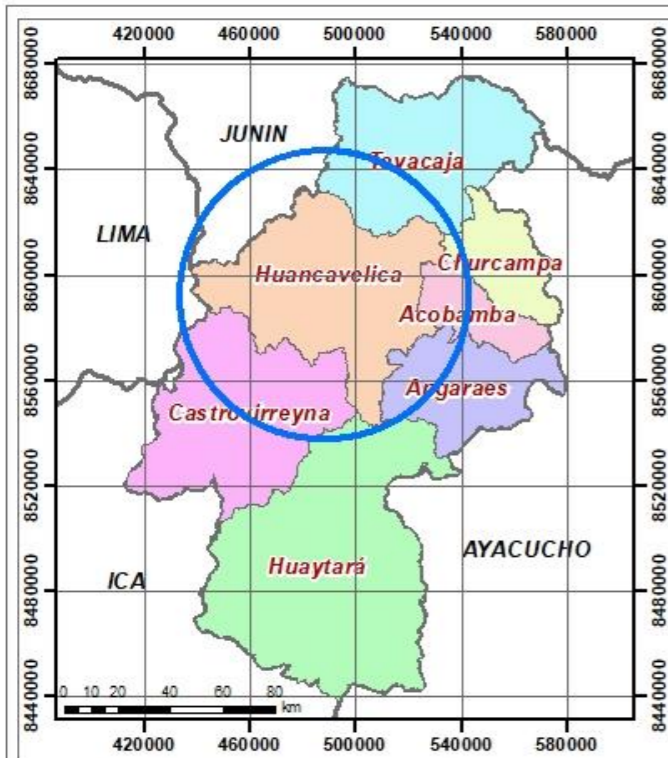 420000 460000 500000 540000 580000
8680000 8680000
JUNIN
Tayacaja
8640000 8640000
LIMA
Churcampa
Huancavelica
8600000 8600000
Acobamba
8560000 8560000
Angaraes
Castrovirreyna
8520000 8520000
AYACUCHO
Huaytará
ICA
8480000 8480000
0 10 20 40 60 80
km
8440000 8440000
420000 460000 500000 540000 580000